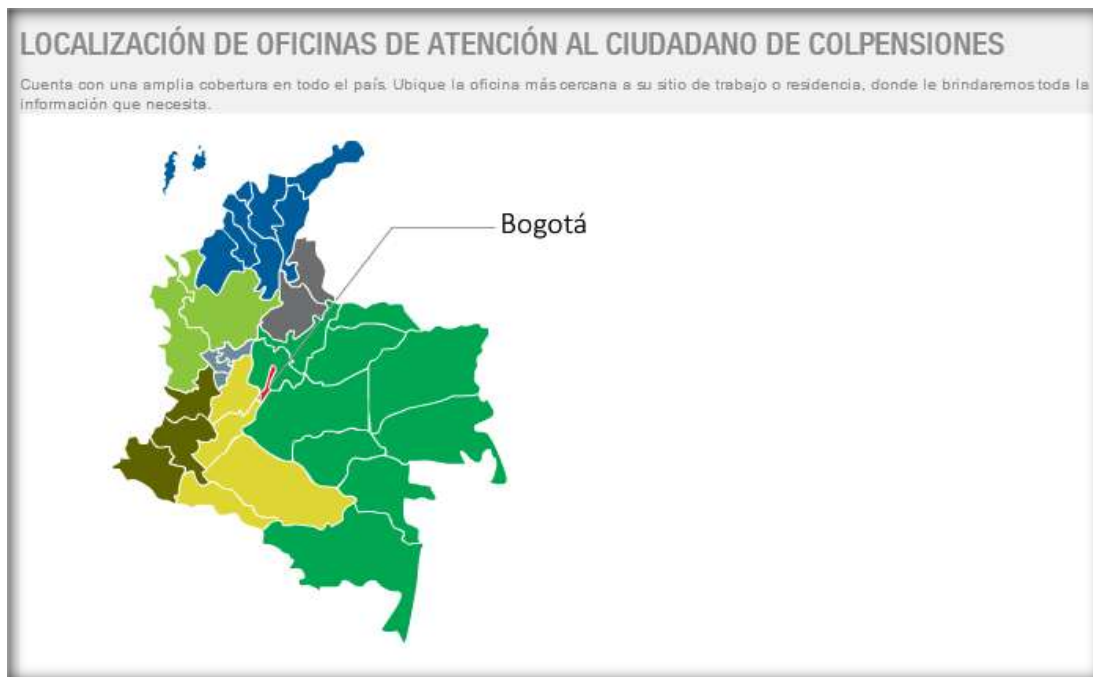 LOCALIZACIÓN DE OFICINAS DE ATENCIÓN AL CIUDADANO DE COLPENSIONES
Cuenta con una amplia cobertura en todo el país. Ubique la oficina más cercana a su sitio de trabajo o residencia, donde le brindaremos toda la
información que necesita.
Bogotá